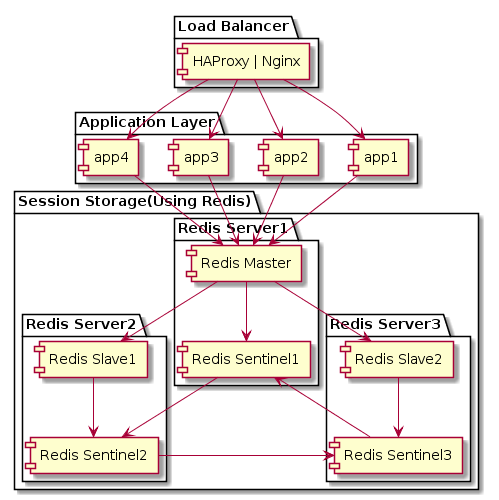 Load Balancer
HAProxy | Nginx
Application Layer
app4
app3
app2
app1
Session Storage(Using Redis)
Redis Server1
Redis Master
Redis Server2
Redis Server3
Redis Slave1
Redis Sentinel1
Redis Slave2
Redis Sentinel2
Redis Sentinel3